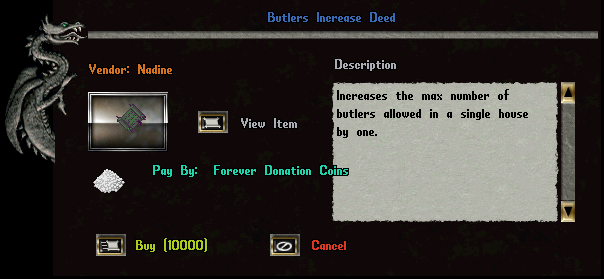 Butlers Increase Deed
Vendor: Nadine
Description
Increases the max number of
butlers allowed in a single house
by one.
View Item
Pay By: Forever Donation Coins
Buy (10000)
Cancel